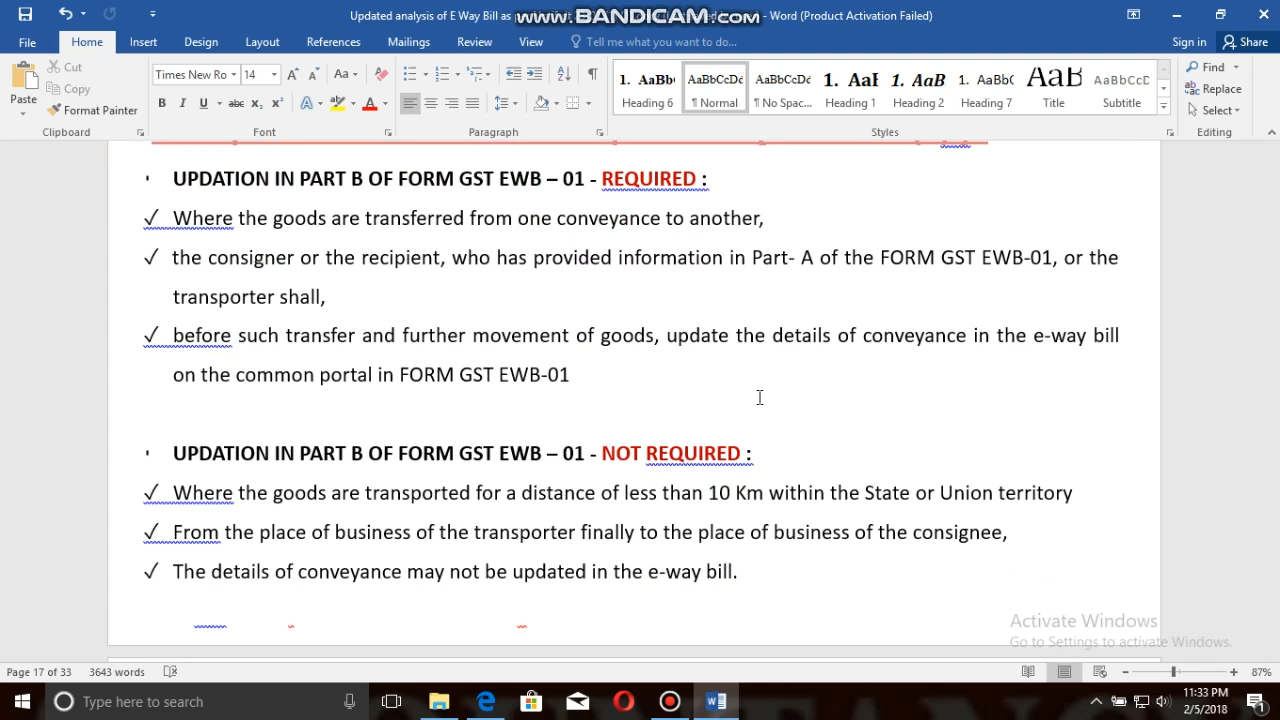 Updated analysis of E Way Bill as
- Word (Product Activation Failed)
www.BANDICAM.com
File Home Insert Design Layout References Mailings Review View Tell me what you want to do... Sign in Share
Paste Cut Copy Format Painter
Times New Ro 14 Aa
1. AaBb( AaBbCcDd AaBbCcDd 1. AaB 1. AaB 1. AaBbC AaB AaBbCcD
Heading 6 ¶ Normal ¶ No Spac... Heading 1 Heading 2 Heading 7 Title Subtitle
Find Replace Select
Clipboard Font Paragraph Styles Editing
UPDATION IN PART B OF FORM GST EWB – 01 - REQUIRED :
✓ Where the goods are transferred from one conveyance to another,
✓ the consigner or the recipient, who has provided information in Part- A of the FORM GST EWB-01, or the
transporter shall,
✓ before such transfer and further movement of goods, update the details of conveyance in the e-way bill
on the common portal in FORM GST EWB-01
UPDATION IN PART B OF FORM GST EWB – 01 - NOT REQUIRED :
✓ Where the goods are transported for a distance of less than 10 Km within the State or Union territory
✓ From the place of business of the transporter finally to the place of business of the consignee,
✓ The details of conveyance may not be updated in the e-way bill.
Activate Windows
Go to Settings to activate Windows.
Page 17 of 33 3643 words 87%
Type here to search
11:33 PM
2/5/2018